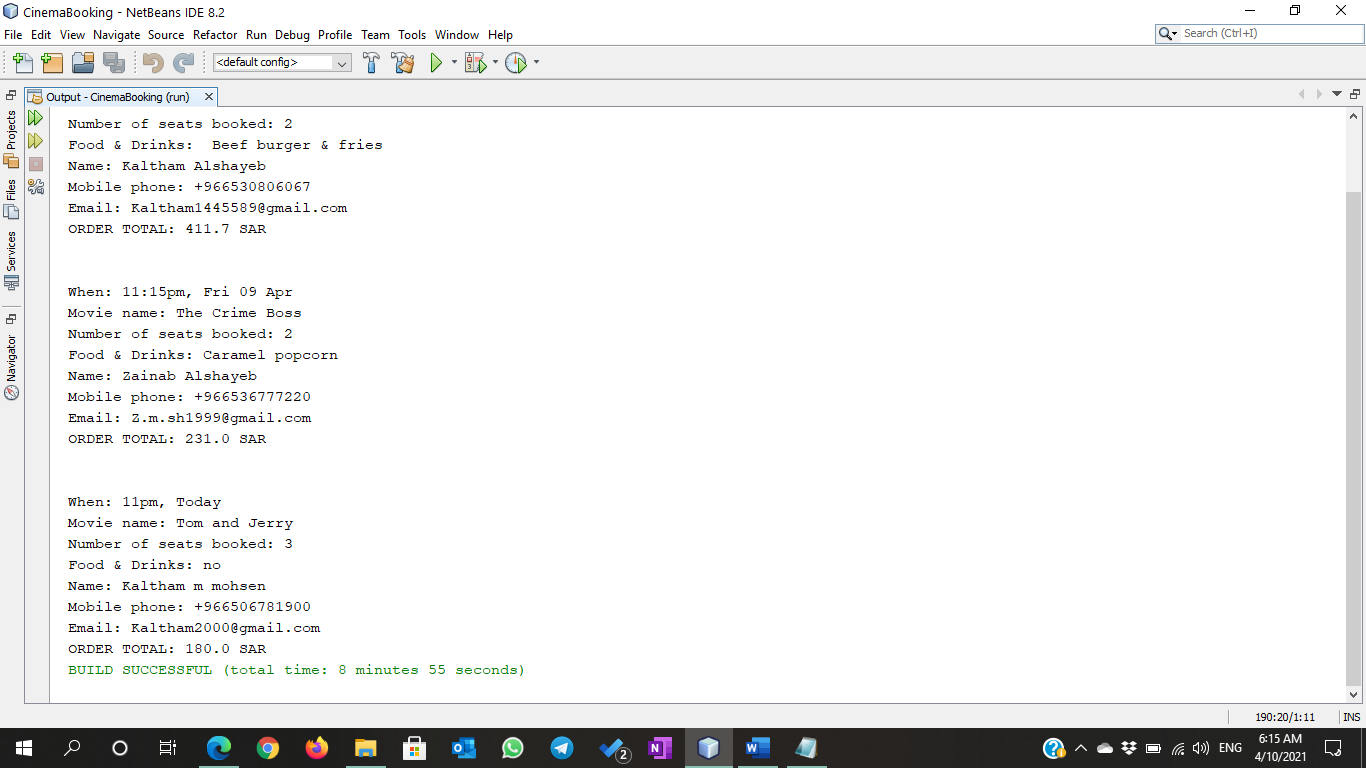 CinemaBooking - NetBeans IDE 8.2
File Edit View Navigate Source Refactor Run Debug Profile Team Tools Window Help
Search (Ctrl+I)
<default config>
Output - CinemaBooking (run)
Projects
Files
Services
Navigator
Number of seats booked: 2
Food & Drinks:  Beef burger & fries
Name: Kaltham Alshayeb
Mobile phone: +966530806067
Email: Kaltham1445589@gmail.com
ORDER TOTAL: 411.7 SAR
When: 11:15pm, Fri 09 Apr
Movie name: The Crime Boss
Number of seats booked: 2
Food & Drinks: Caramel popcorn
Name: Zainab Alshayeb
Mobile phone: +966536777220
Email: Z.m.sh1999@gmail.com
ORDER TOTAL: 231.0 SAR
When: 11pm, Today
Movie name: Tom and Jerry
Number of seats booked: 3
Food & Drinks: no
Name: Kaltham m mohsen
Mobile phone: +966506781900
Email: Kaltham2000@gmail.com
ORDER TOTAL: 180.0 SAR
BUILD SUCCESSFUL (total time: 8 minutes 55 seconds)
190:20/1:11 INS
2
ENG
6:15 AM
4/10/2021